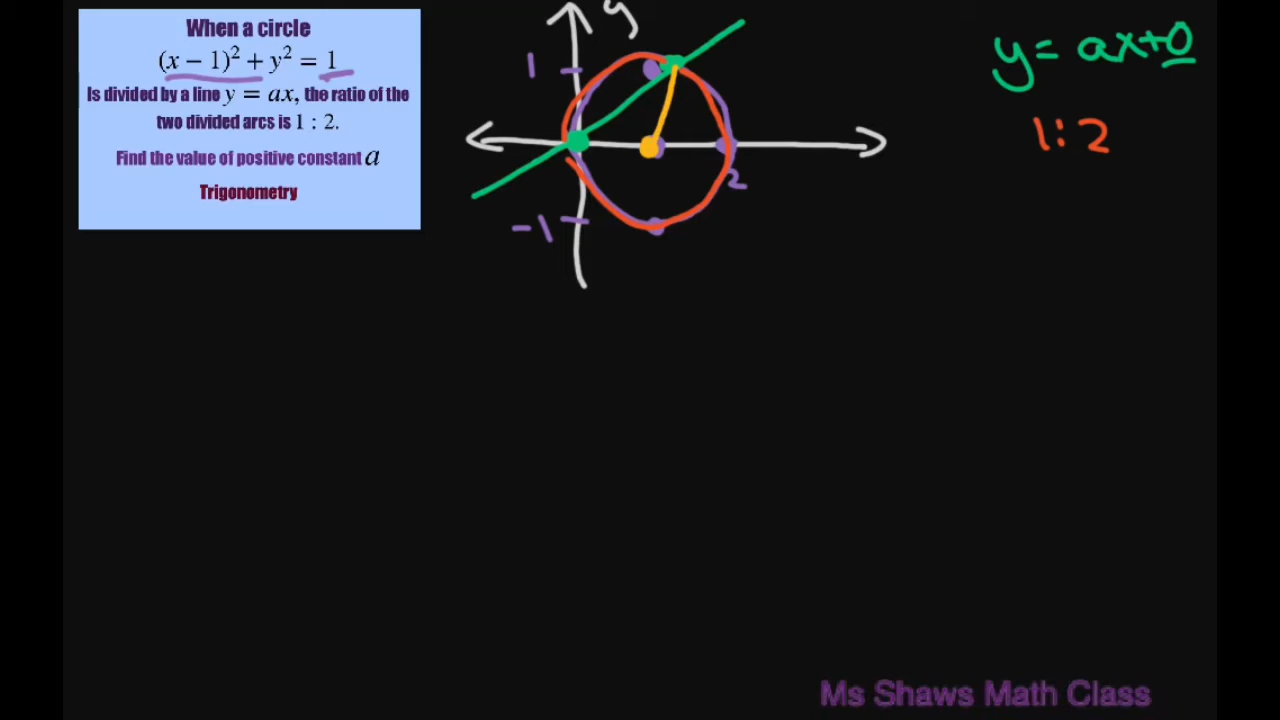 When a circle
(x − 1)² + y² = 1
Is divided by a line y = ax, the ratio of the
two divided arcs is 1 : 2.
Find the value of positive constant a
Trigonometry
y
1
2
-1
y = ax+0
1:2
Ms Shaws Math Class